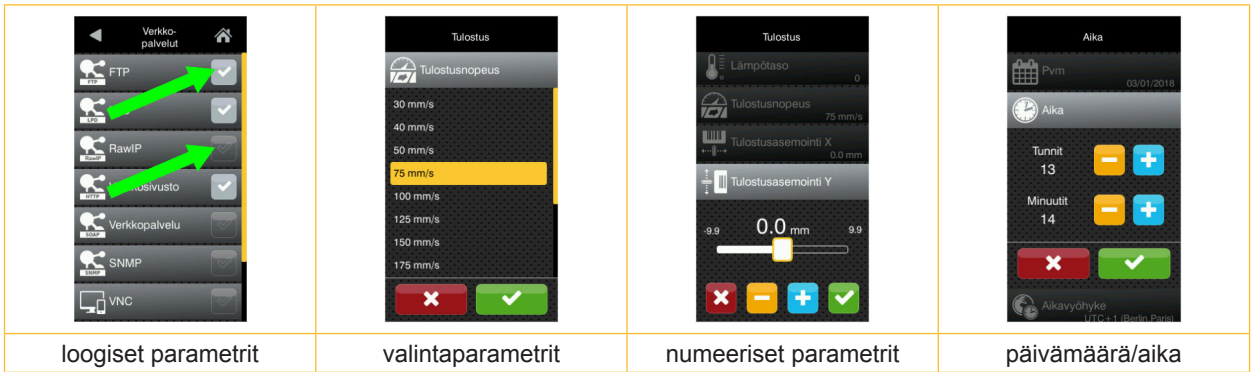 Verkko-
palvelut
FTP
FTP
LPD
RawIP
RawIP
HTTP
Verkkopalvelu
SOAP
SNMP
SNMP
VNC
loogiset parametrit
Tulostus
Tulostusnopeus
30 mm/s
40 mm/s
50 mm/s
75 mm/s
100 mm/s
125 mm/s
150 mm/s
175 mm/s
valintaparametrit
Tulostus
Lämpötaso
0
Tulostusnopeus
75 mm/s
Tulostusasemointi X
0.0 mm
Tulostusasemointi Y
-9.9 0.0 mm 9.9
numeeriset parametrit
Aika
Pvm
03/01/2018
Aika
Tunnit
13
Minuutit
14
Aikavyöhyke
UTC+1 (Berlin,Paris)
päivämäärä/aika